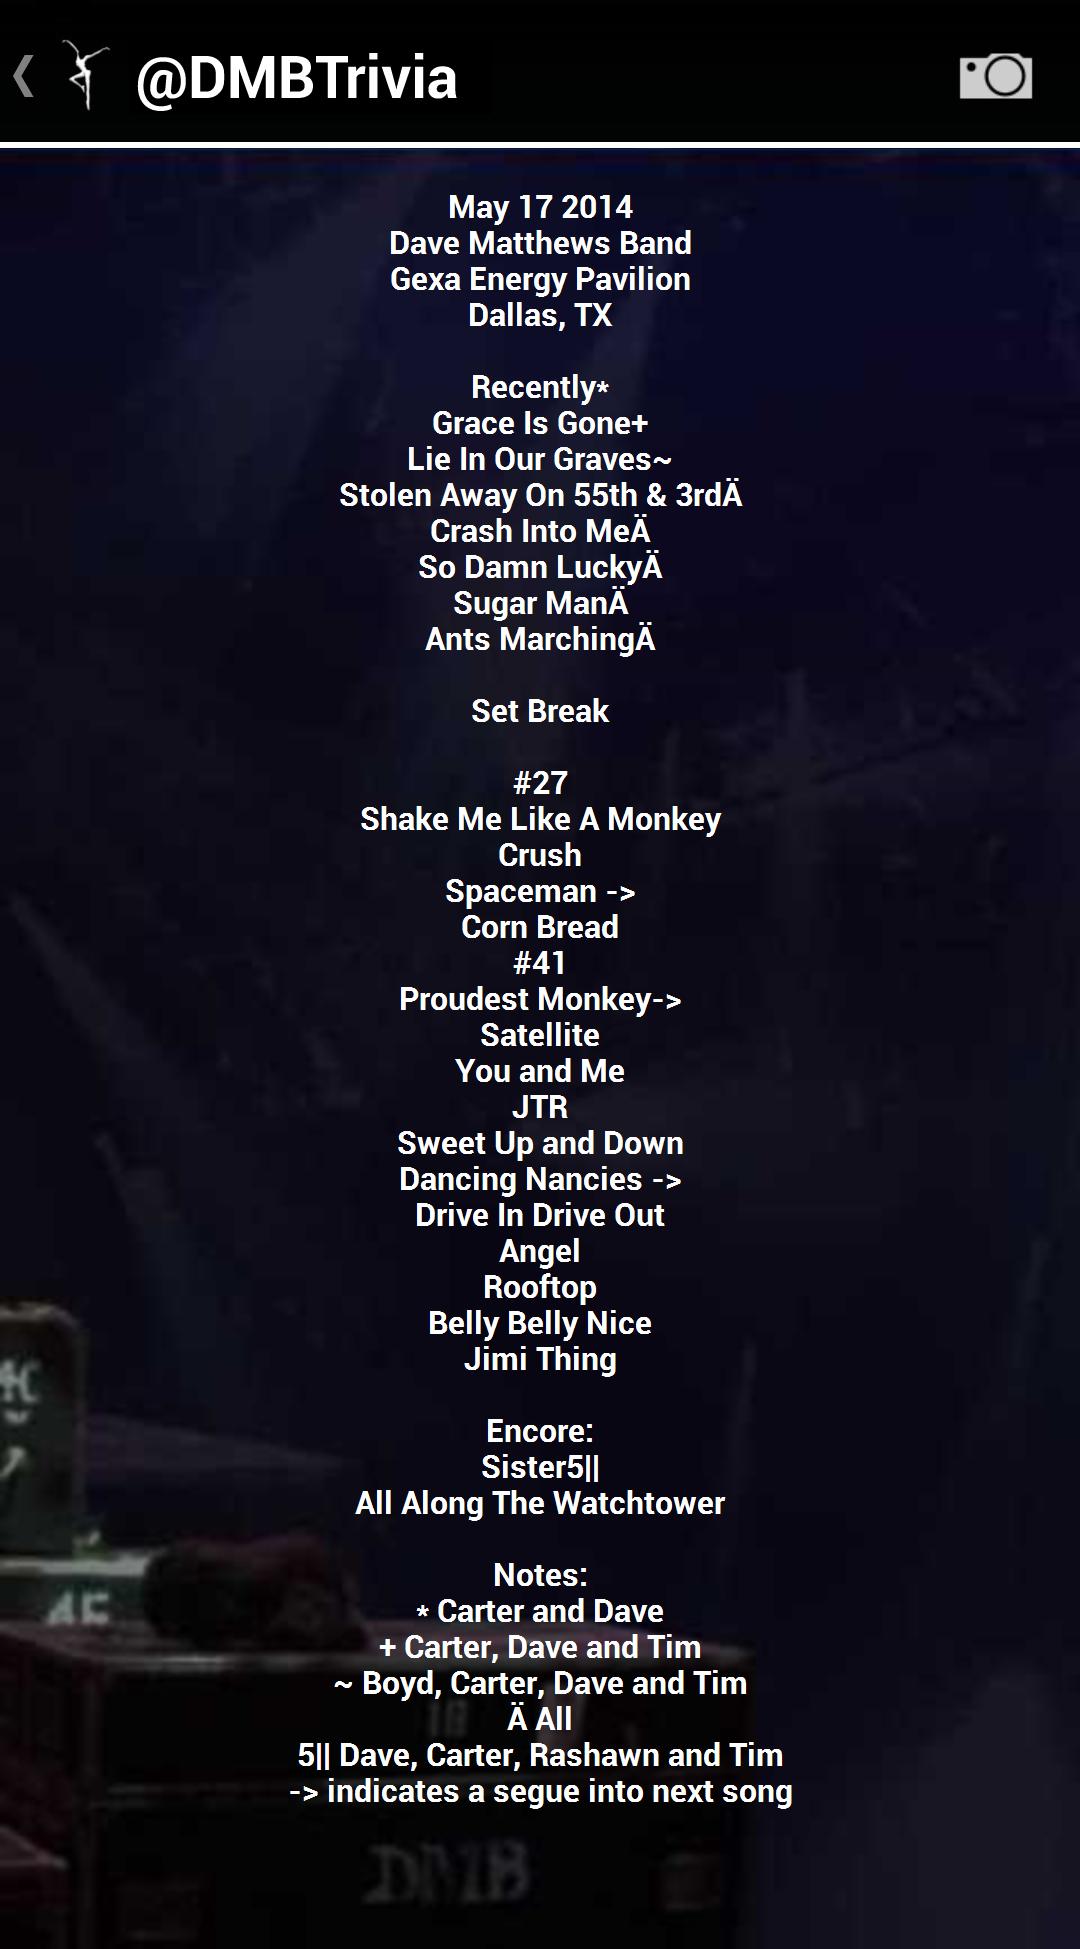 @DMBTrivia
May 17 2014
Dave Matthews Band
Gexa Energy Pavilion
Dallas, TX
Recently*
Grace Is Gone+
Lie In Our Graves~
Stolen Away On 55th & 3rdÄ
Crash Into MeÄ
So Damn LuckyÄ
Sugar ManÄ
Ants MarchingÄ
Set Break
#27
Shake Me Like A Monkey
Crush
Spaceman ->
Corn Bread
#41
Proudest Monkey->
Satellite
You and Me
JTR
Sweet Up and Down
Dancing Nancies ->
Drive In Drive Out
Angel
Rooftop
Belly Belly Nice
Jimi Thing
Encore:
Sister5||
All Along The Watchtower
Notes:
* Carter and Dave
+ Carter, Dave and Tim
~ Boyd, Carter, Dave and Tim
Ä All
5|| Dave, Carter, Rashawn and Tim
-> indicates a segue into next song
DMB